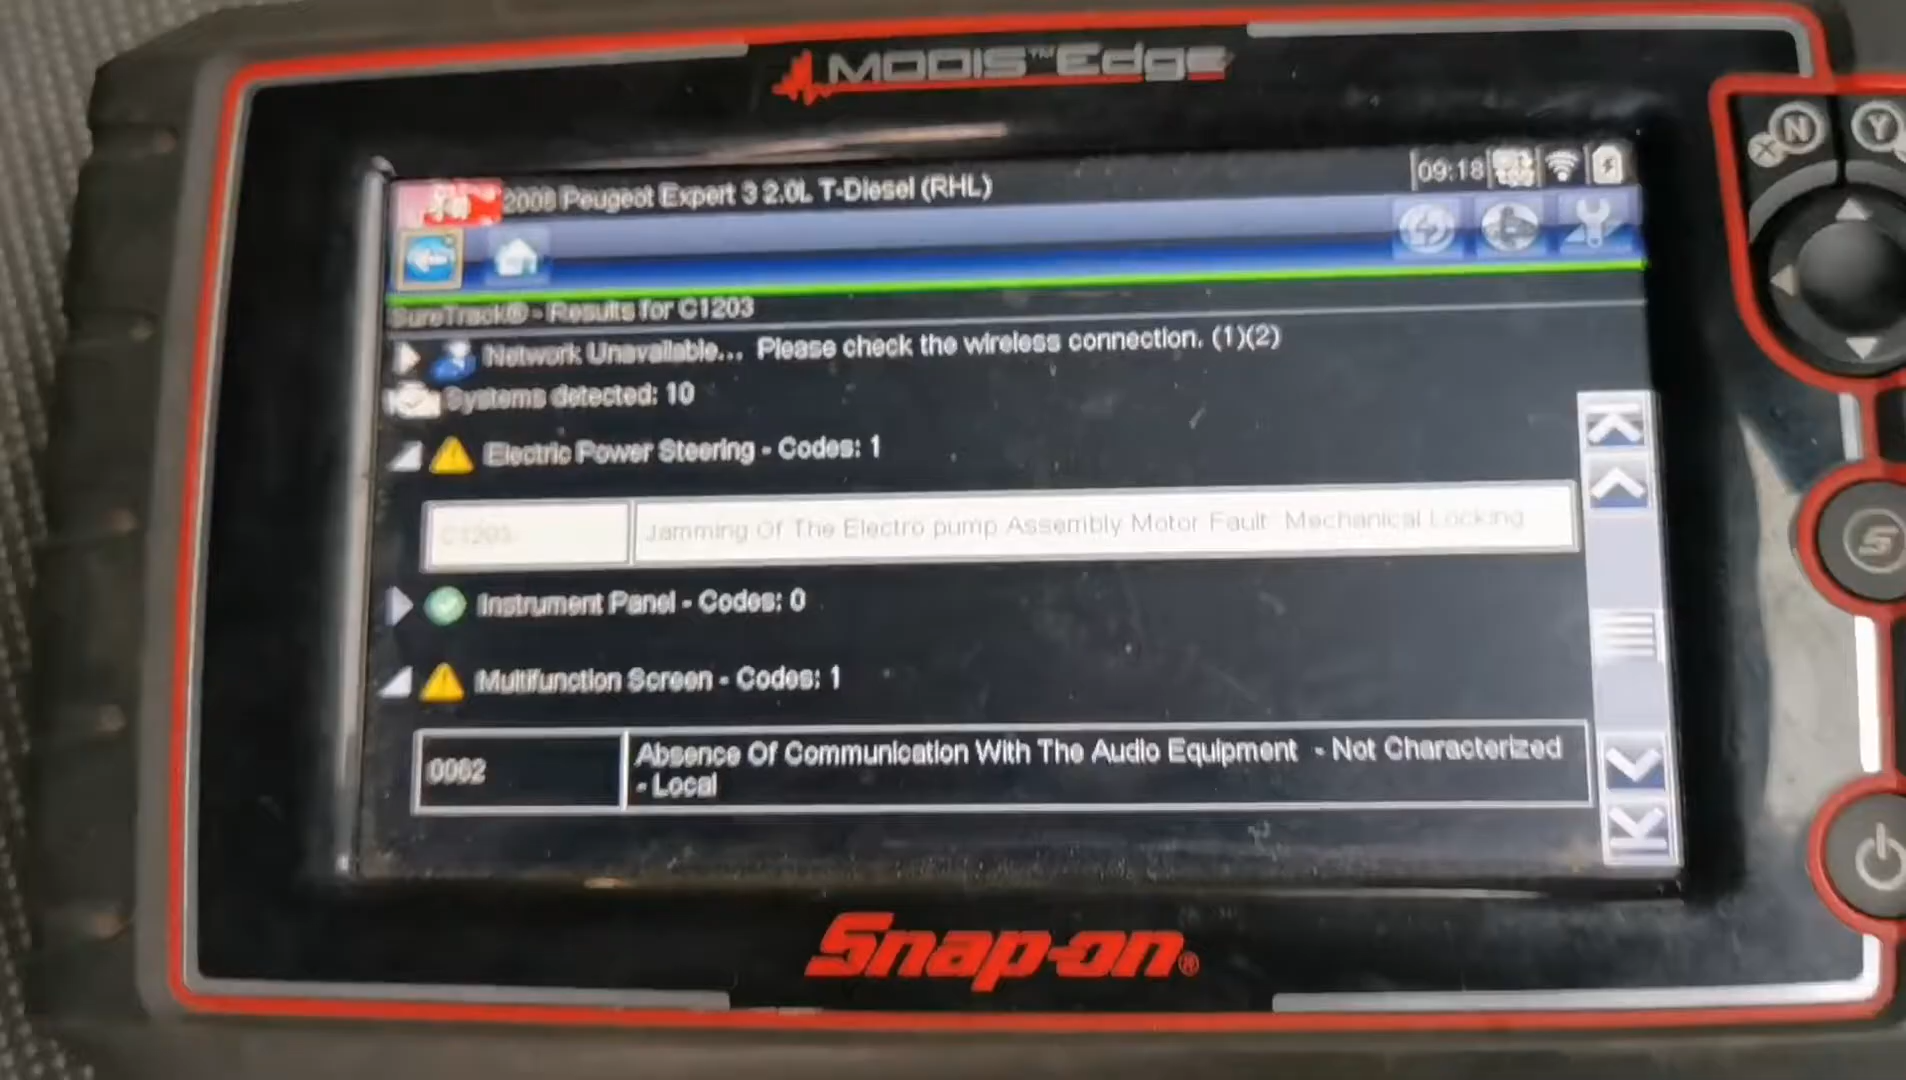 MODIS™ Edge
2008 Peugeot Expert 3 2.0L T-Diesel (RHL)
09:18
N
Y
X
SureTrack® - Results for C1203
Network Unavailable... Please check the wireless connection. (1)(2)
Systems detected: 10
Electric Power Steering - Codes: 1
C1203 Jamming Of The Electro pump Assembly Motor Fault Mechanical Locking
Instrument Panel - Codes: 0
Multifunction Screen - Codes: 1
0062 Absence Of Communication With The Audio Equipment - Not Characterized
- Local
S
Snap-on®